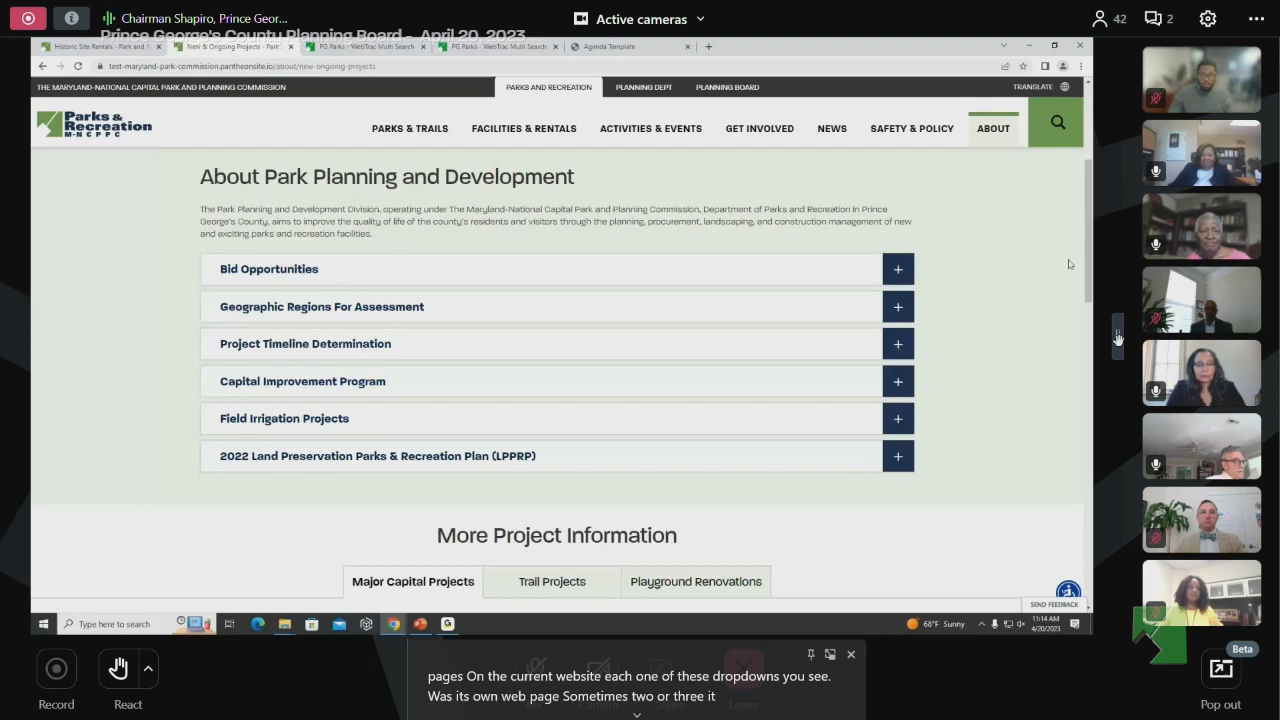 Chairman Shapiro, Prince Geor...
Active cameras
42
2
Prince George's County Planning Board - April 20, 2023
Historic Site Rentals - Park and R
New & Ongoing Projects - Park
PG Parks - WebTrac Multi Search
PG Parks - WebTrac Multi Search
Agenda Template
test-maryland-park-commission.pantheonsite.io/about/new-ongoing-projects
THE MARYLAND-NATIONAL CAPITAL PARK AND PLANNING COMMISSION
PARKS AND RECREATION
PLANNING DEPT
PLANNING BOARD
TRANSLATE
Parks &
Recreation
M-NCPPC
PARKS & TRAILS
FACILITIES & RENTALS
ACTIVITIES & EVENTS
GET INVOLVED
NEWS
SAFETY & POLICY
ABOUT
About Park Planning and Development
The Park Planning and Development Division, operating under The Maryland-National Capital Park and Planning Commission, Department of Parks and Recreation in Prince
George's County, aims to improve the quality of life of the county's residents and visitors through the planning, procurement, landscaping, and construction management of new
and exciting parks and recreation facilities.
Bid Opportunities
Geographic Regions For Assessment
Project Timeline Determination
Capital Improvement Program
Field Irrigation Projects
2022 Land Preservation Parks & Recreation Plan (LPPRP)
More Project Information
Major Capital Projects
Trail Projects
Playground Renovations
SEND FEEDBACK
Type here to search
68°F Sunny
11:14 AM
4/20/2023
pages On the current website each one of these dropdowns you see.
Was its own web page Sometimes two or three it
Record
React
Leave
Beta
Pop out